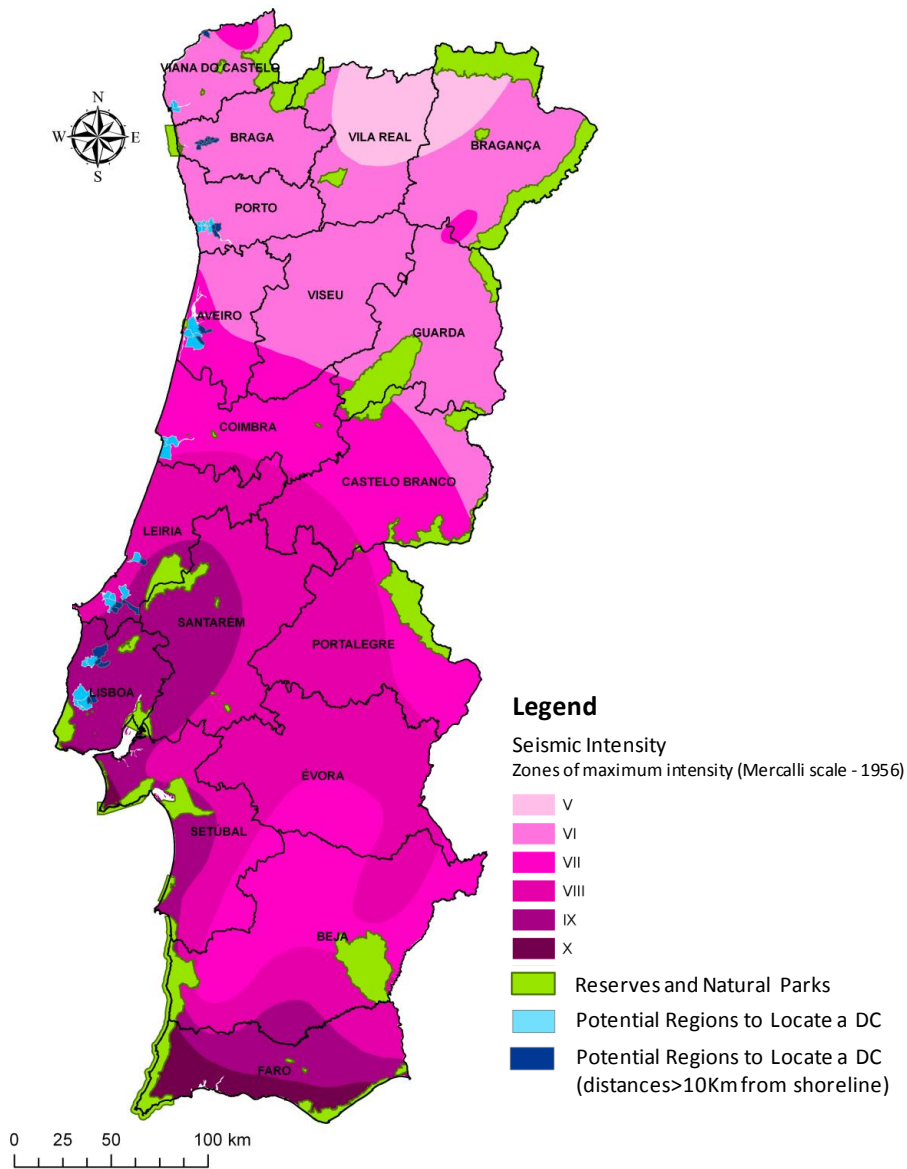 VIANA DO CASTELO
N
W E
S
BRAGA
VILA REAL
BRAGANÇA
PORTO
VISEU
AVEIRO
GUARDA
COIMBRA
CASTELO BRANCO
LEIRIA
SANTARÉM
PORTALEGRE
LISBOA
ÉVORA
SETÚBAL
BEJA
FARO
Legend
Seismic Intensity
Zones of maximum intensity (Mercalli scale - 1956)
V
VI
VII
VIII
IX
X
Reserves and Natural Parks
Potential Regions to Locate a DC
Potential Regions to Locate a DC
(distances>10Km from shoreline)
0 25 50 100 km